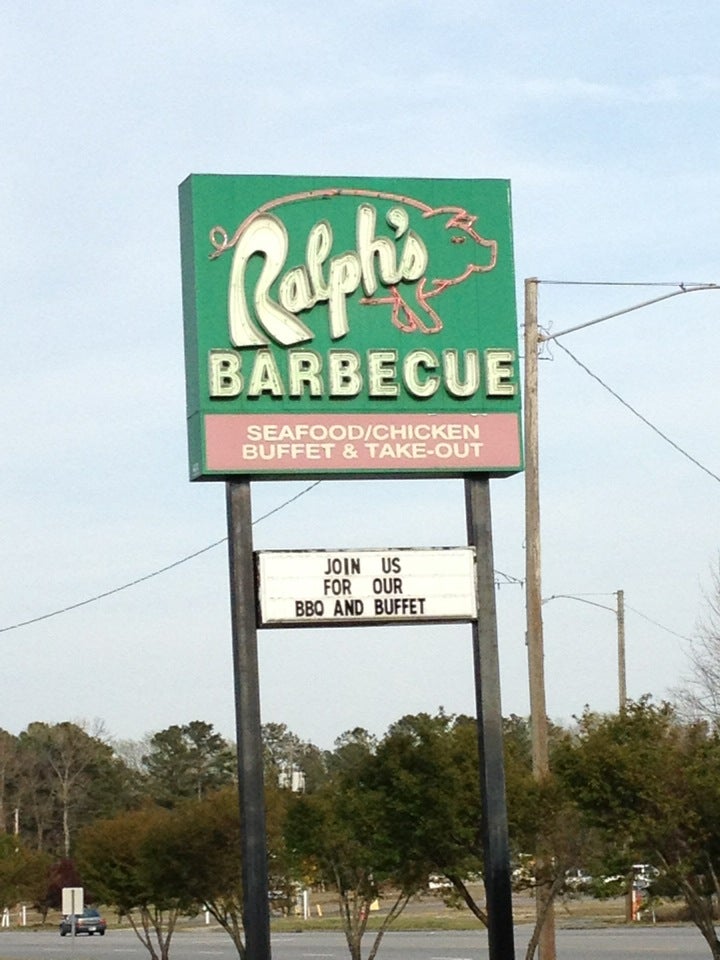 Ralph's
BARBECUE
SEAFOOD/CHICKEN
BUFFET & TAKE-OUT
JOIN US
FOR OUR
BBQ AND BUFFET